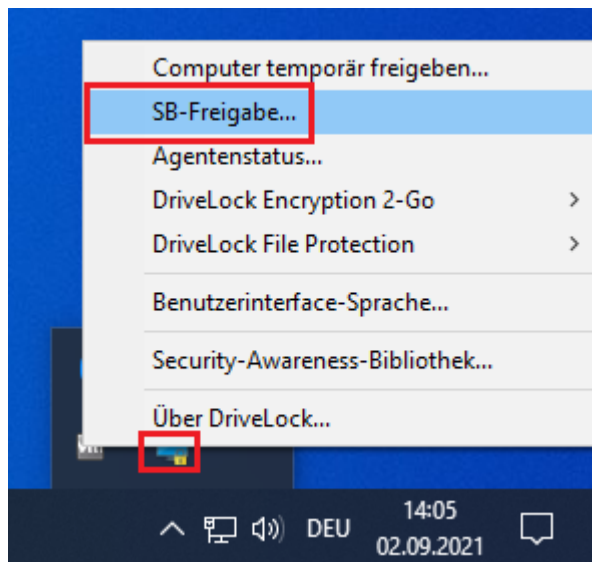 Computer temporär freigeben...
SB-Freigabe...
Agentenstatus...
DriveLock Encryption 2-Go
DriveLock File Protection
Benutzerinterface-Sprache...
Security-Awareness-Bibliothek...
Über DriveLock...
DEU
14:05
02.09.2021